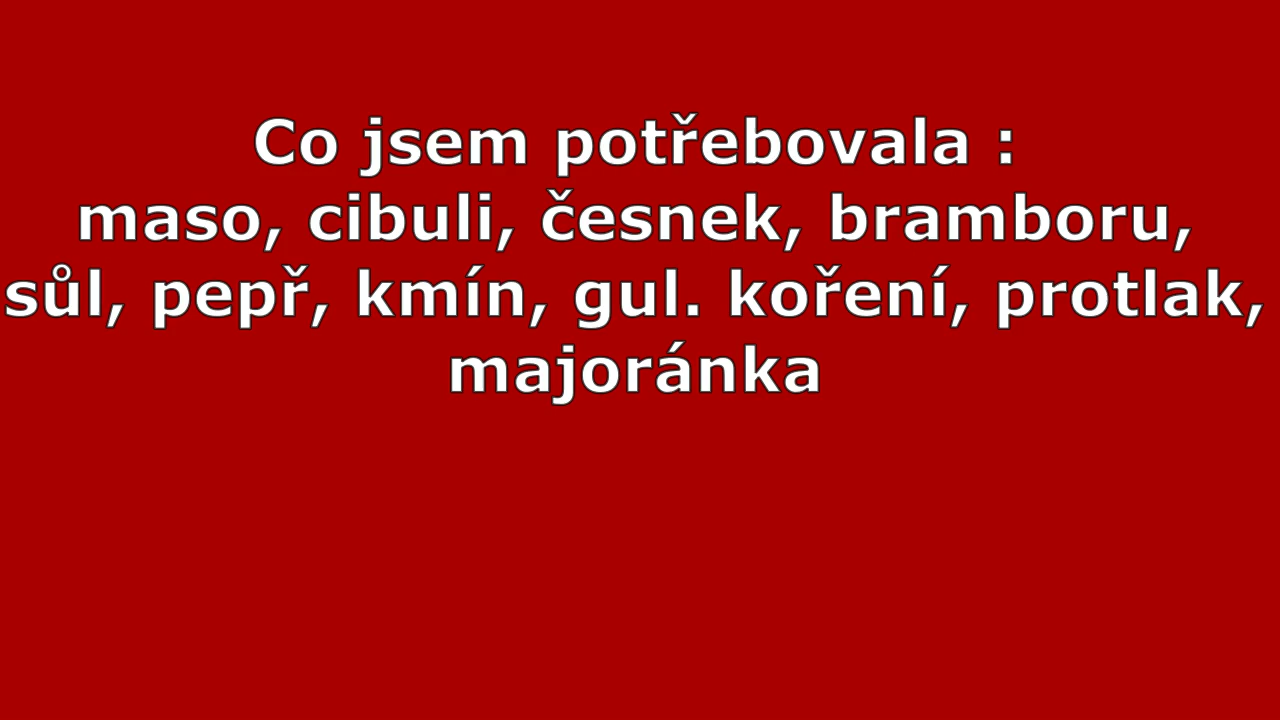 Co jsem potřebovala :
maso, cibuli, česnek, bramboru,
sůl, pepř, kmín, gul. koření, protlak,
majoránka